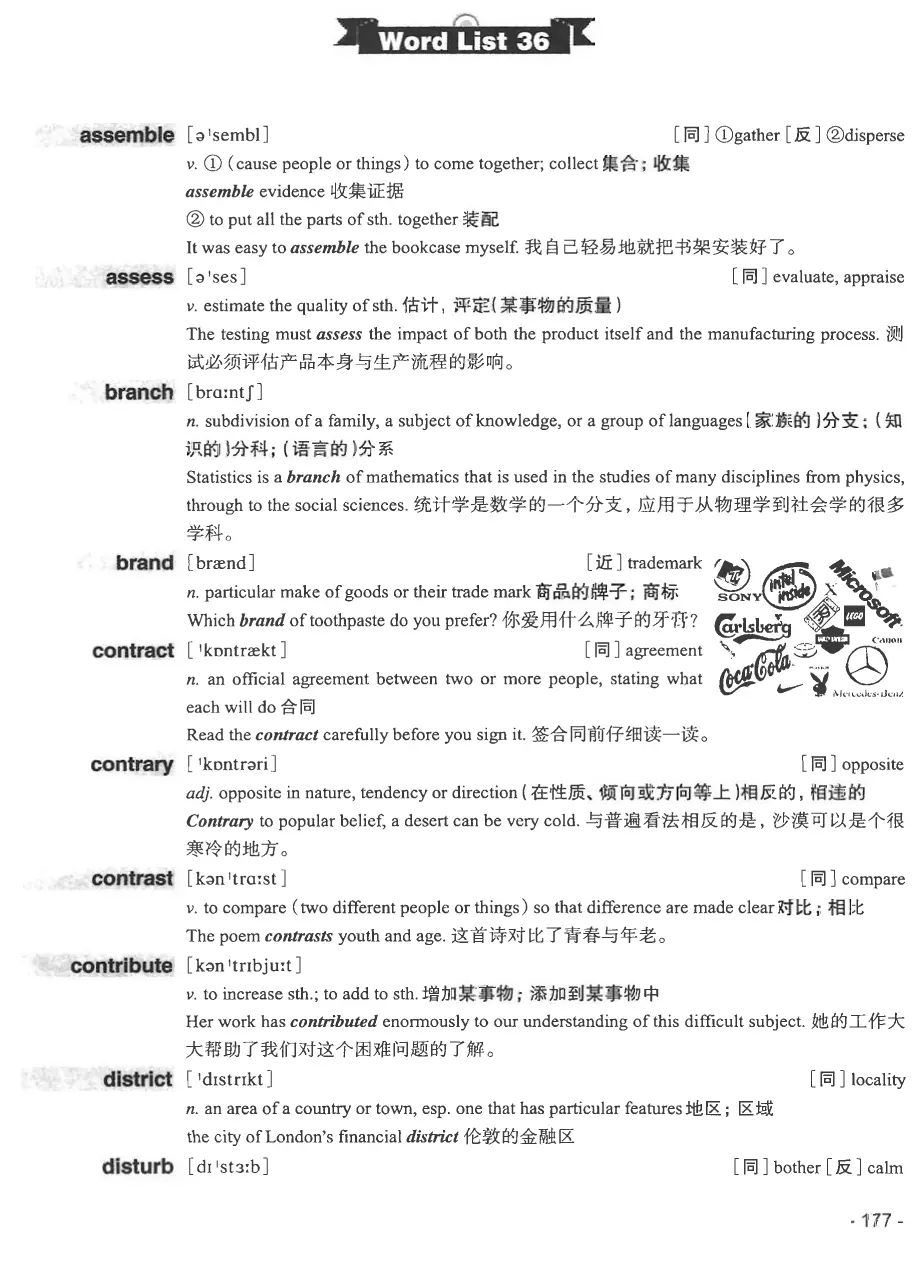 Word List 36
assemble [əˈsembl] [同]①gather[反]②disperse
v. ①(cause people or things) to come together; collect 集合；收集
assemble evidence 收集证据
② to put all the parts of sth. together 装配
It was easy to assemble the bookcase myself. 我自己轻易地就把书架安装好了。
assess [əˈses] [同] evaluate, appraise
v. estimate the quality of sth. 估计，评定(某事物的质量)
The testing must assess the impact of both the product itself and the manufacturing process. 测
试必须评估产品本身与生产流程的影响。
branch [brɑːntʃ]
n. subdivision of a family, a subject of knowledge, or a group of languages(家族的)分支；(知
识的)分科；(语言的)分系
Statistics is a branch of mathematics that is used in the studies of many disciplines from physics,
through to the social sciences. 统计学是数学的一个分支，应用于从物理学到社会学的很多
学科。
brand [brænd] [近] trademark
n. particular make of goods or their trade mark 商品的牌子；商标
Which brand of toothpaste do you prefer? 你爱用什么牌子的牙膏?
SONY
intel inside
Microsoft
Carlsberg
LEGO
Canon
Coca-Cola
Mercedes-Benz
contract [ˈkɒntrækt] [同] agreement
n. an official agreement between two or more people, stating what
each will do 合同
Read the contract carefully before you sign it. 签合同前仔细读一读。
contrary [ˈkɒntrəri] [同] opposite
adj. opposite in nature, tendency or direction (在性质、倾向或方向等上)相反的，相违的
Contrary to popular belief, a desert can be very cold. 与普遍看法相反的是，沙漠可以是个很
寒冷的地方。
contrast [kənˈtrɑːst] [同] compare
v. to compare (two different people or things) so that difference are made clear 对比；相比
The poem contrasts youth and age. 这首诗对比了青春与年老。
contribute [kənˈtrɪbjuːt]
v. to increase sth.; to add to sth. 增加某事物；添加到某事物中
Her work has contributed enormously to our understanding of this difficult subject. 她的工作大
大帮助了我们对这个困难问题的了解。
district [ˈdɪstrɪkt] [同] locality
n. an area of a country or town, esp. one that has particular features 地区；区域
the city of London's financial district 伦敦的金融区
disturb [dɪˈstɜːb] [同] bother [反] calm
- 177 -